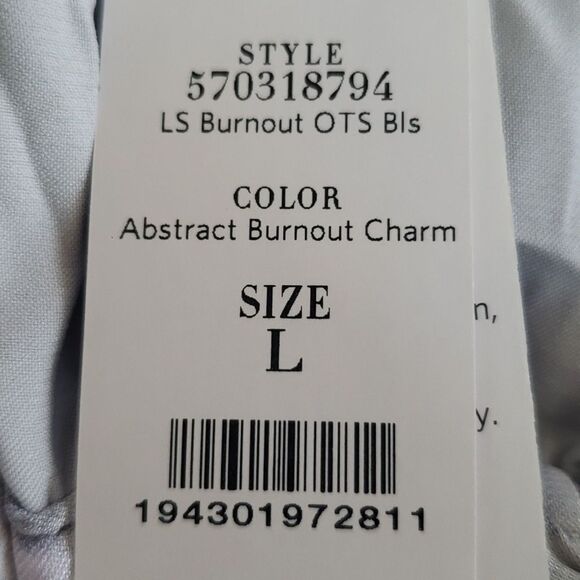 STYLE
570318794
LS Burnout OTS Bls
COLOR
Abstract Burnout Charm
SIZE
L
n,
y.
194301972811